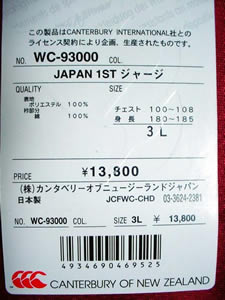 この製品はCANTERBURY INTERNATIONAL社との
ライセンス契約により企画、生産されたものです。
NO. WC-93000 COL.
JAPAN 1ST ジャージ
QUALITY SIZE
表地
ポリエステル 100%
衿部分
綿 100%
チェスト 100~108
身長 180~185
3L
PRICE ¥13,800
(株)カンタベリーオブニュージーランドジャパン
日本製 JCFWC-CHD 03-3624-2381
NO. WC-93000 COL. SIZE 3L ¥ 13,800
4934690469525
CANTERBURY OF NEW ZEALAND